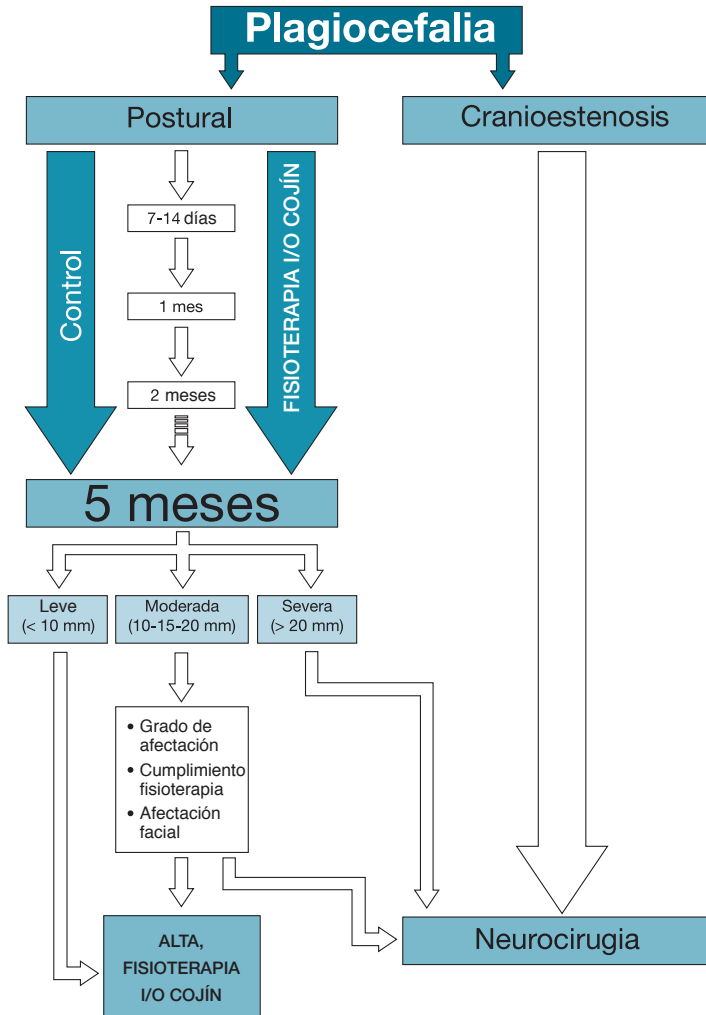 Plagiocefalia
Postural
Cranioestenosis
Control
FISIOTERAPIA I/O COJÍN
7-14 días
1 mes
2 meses
5 meses
Leve
(< 10 mm)
Moderada
(10-15-20 mm)
Severa
(> 20 mm)
• Grado de
afectación
• Cumplimiento
fisioterapia
• Afectación
facial
ALTA,
FISIOTERAPIA
I/O COJÍN
Neurocirugia